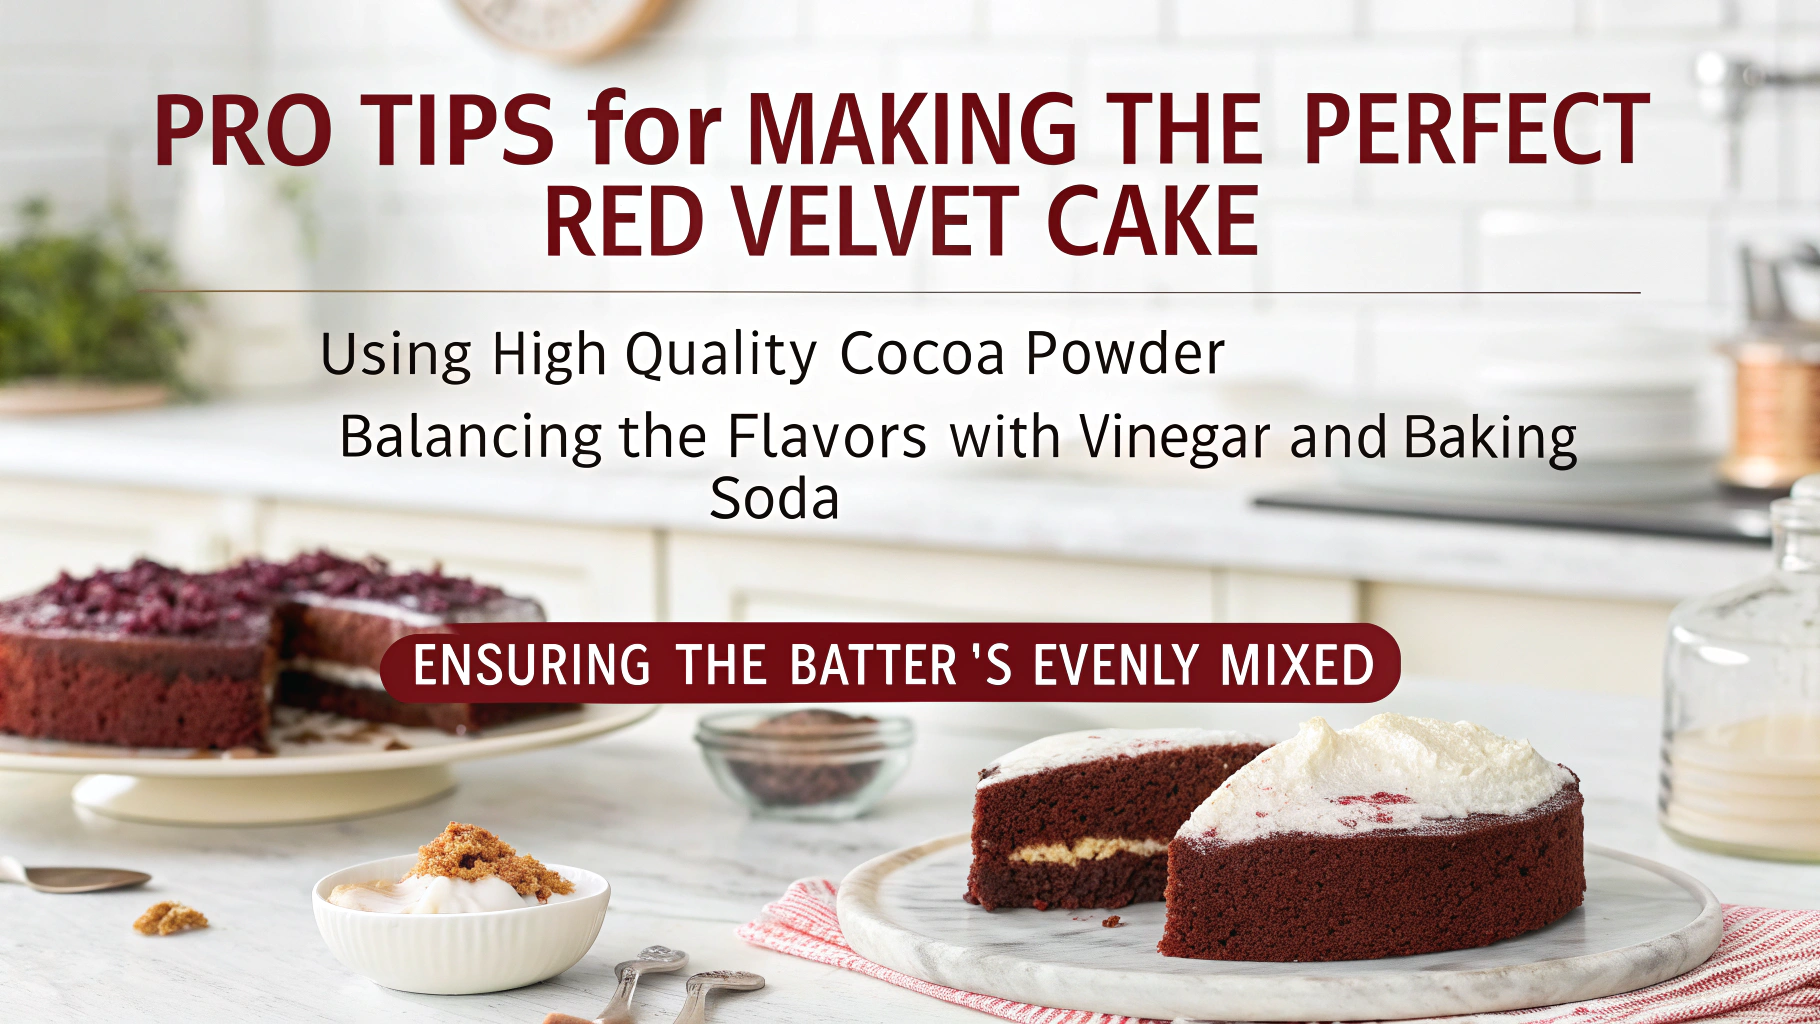 PRO TIPS for MAKING THE PERFECT
RED VELVET CAKE
Using High Quality Cocoa Powder
Balancing the Flavors with Vinegar and Baking
Soda
ENSURING THE BATTER'S EVENLY MIXED